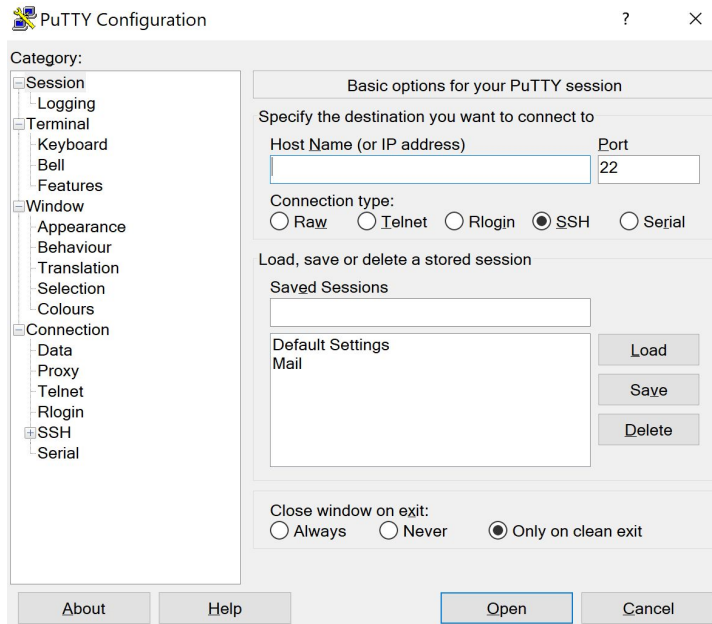 PuTTY Configuration
?
Category:
Session
Logging
Terminal
Keyboard
Bell
Features
Window
Appearance
Behaviour
Translation
Selection
Colours
Connection
Data
Proxy
Telnet
Rlogin
SSH
Serial
Basic options for your PuTTY session
Specify the destination you want to connect to
Host Name (or IP address) Port
22
Connection type:
Raw Telnet Rlogin SSH Serial
Load, save or delete a stored session
Saved Sessions
Default Settings
Mail
Load
Save
Delete
Close window on exit:
Always Never Only on clean exit
About Help Open Cancel